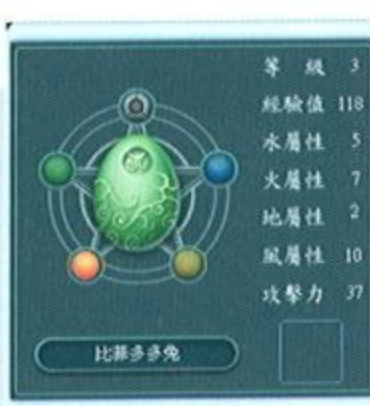 等級 3
經驗值 118
水屬性 5
火屬性 7
地屬性 2
風屬性 10
攻擊力 37
比菲多多兔